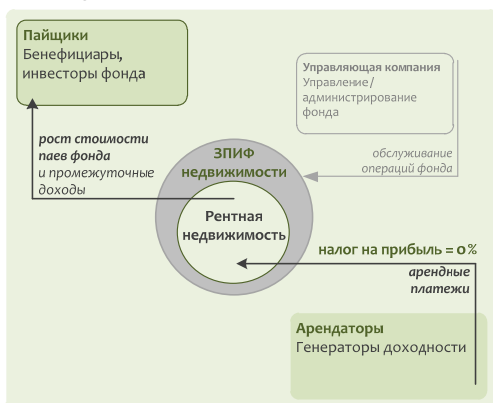 Пайщики
Бенефициары,
инвесторы фонда
Управляющая компания
Управление/
администрирование
фонда
рост стоимости
паев фонда
и промежуточные
доходы
ЗПИФ
недвижимости
обслуживание
операций фонда
Рентная
недвижимость
налог на прибыль = 0%
арендные
платежи
Арендаторы
Генераторы доходности